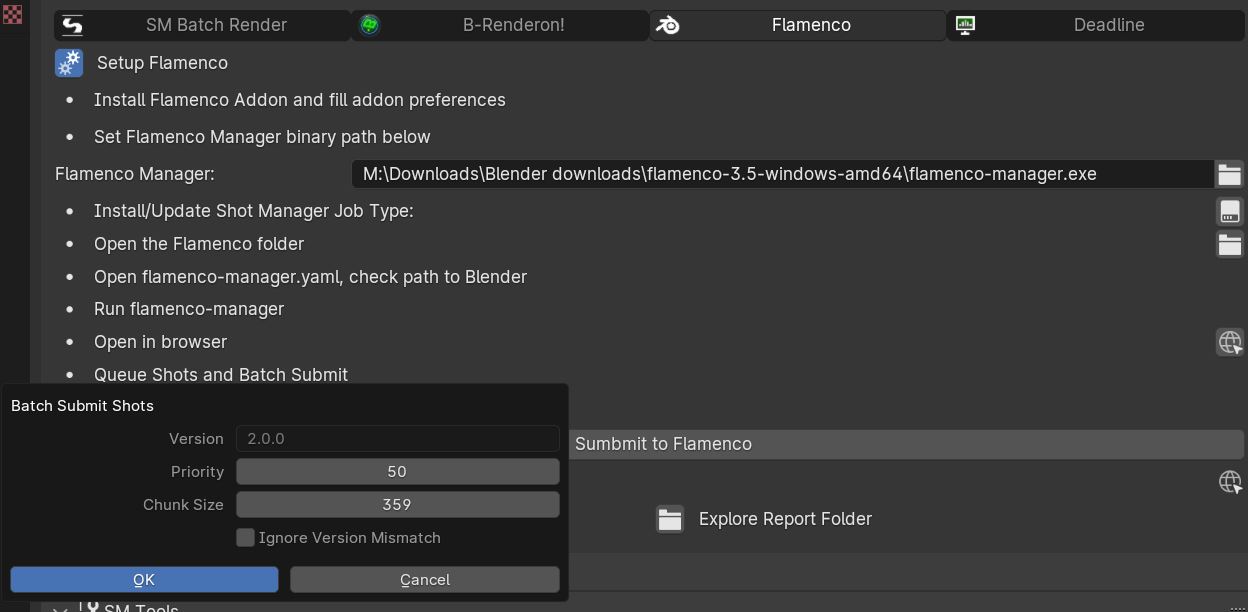 SM Batch Render B-Renderon! Flamenco Deadline
Setup Flamenco
• Install Flamenco Addon and fill addon preferences
• Set Flamenco Manager binary path below
Flamenco Manager: M:\Downloads\Blender downloads\flamenco-3.5-windows-amd64\flamenco-manager.exe
• Install/Update Shot Manager Job Type:
• Open the Flamenco folder
• Open flamenco-manager.yaml, check path to Blender
• Run flamenco-manager
• Open in browser
• Queue Shots and Batch Submit
Batch Submit Shots
Version 2.0.0
Sumbmit to Flamenco
Priority 50
Chunk Size 359
Explore Report Folder
Ignore Version Mismatch
OK Cancel
SM Tools